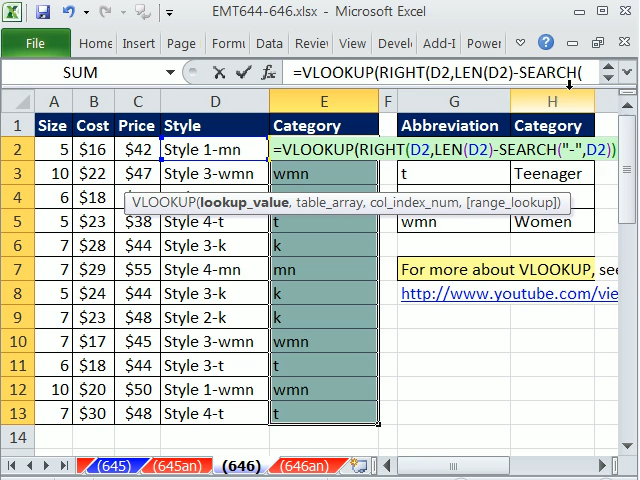 EMT644-646.xlsx - Microsoft Excel
File Home Insert Page Form Data Revie View Develo Add-I Power
SUM =VLOOKUP(RIGHT(D2,LEN(D2)-SEARCH(
A B C D E F G H
1 Size Cost Price Style Category Abbreviation Category
2 5 $16 $42 Style 1-mn =VLOOKUP(RIGHT(D2,LEN(D2)-SEARCH("-",D2))
3 10 $22 $47 Style 3-wmn wmn t Teenager
4 6 $18
VLOOKUP(lookup_value, table_array, col_index_num, [range_lookup])
5 5 $23 $38 Style 4-t t wmn Women
6 7 $28 $44 Style 3-k k
7 7 $29 $55 Style 4-mn mn For more about VLOOKUP, see
8 5 $24 $44 Style 3-k k http://www.youtube.com/vie
9 7 $23 $48 Style 2-k k
10 7 $17 $45 Style 3-wmn wmn
11 6 $18 $44 Style 3-t t
12 10 $20 $50 Style 1-wmn wmn
13 7 $30 $48 Style 4-t t
14
(645) (645an) (646) (646an)